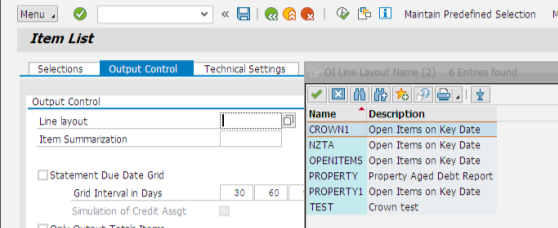 Menu
Maintain Predefined Selection
Item List
Selections
Output Control
Technical Settings
OI Line Layout Name (2) 6 Entries found
Output Control
Line layout
Item Summarization
Statement Due Date Grid
Grid Interval in Days
30
60
Simulation of Credit Assgt
Only Output Totals Items
Name Description
CROWN1 Open Items on Key Date
NZTA Open Items on Key Date
OPENITEMS Open Items on Key Date
PROPERTY Property Aged Debt Report
PROPERTY1 Open Items on Key Date
TEST Crown test